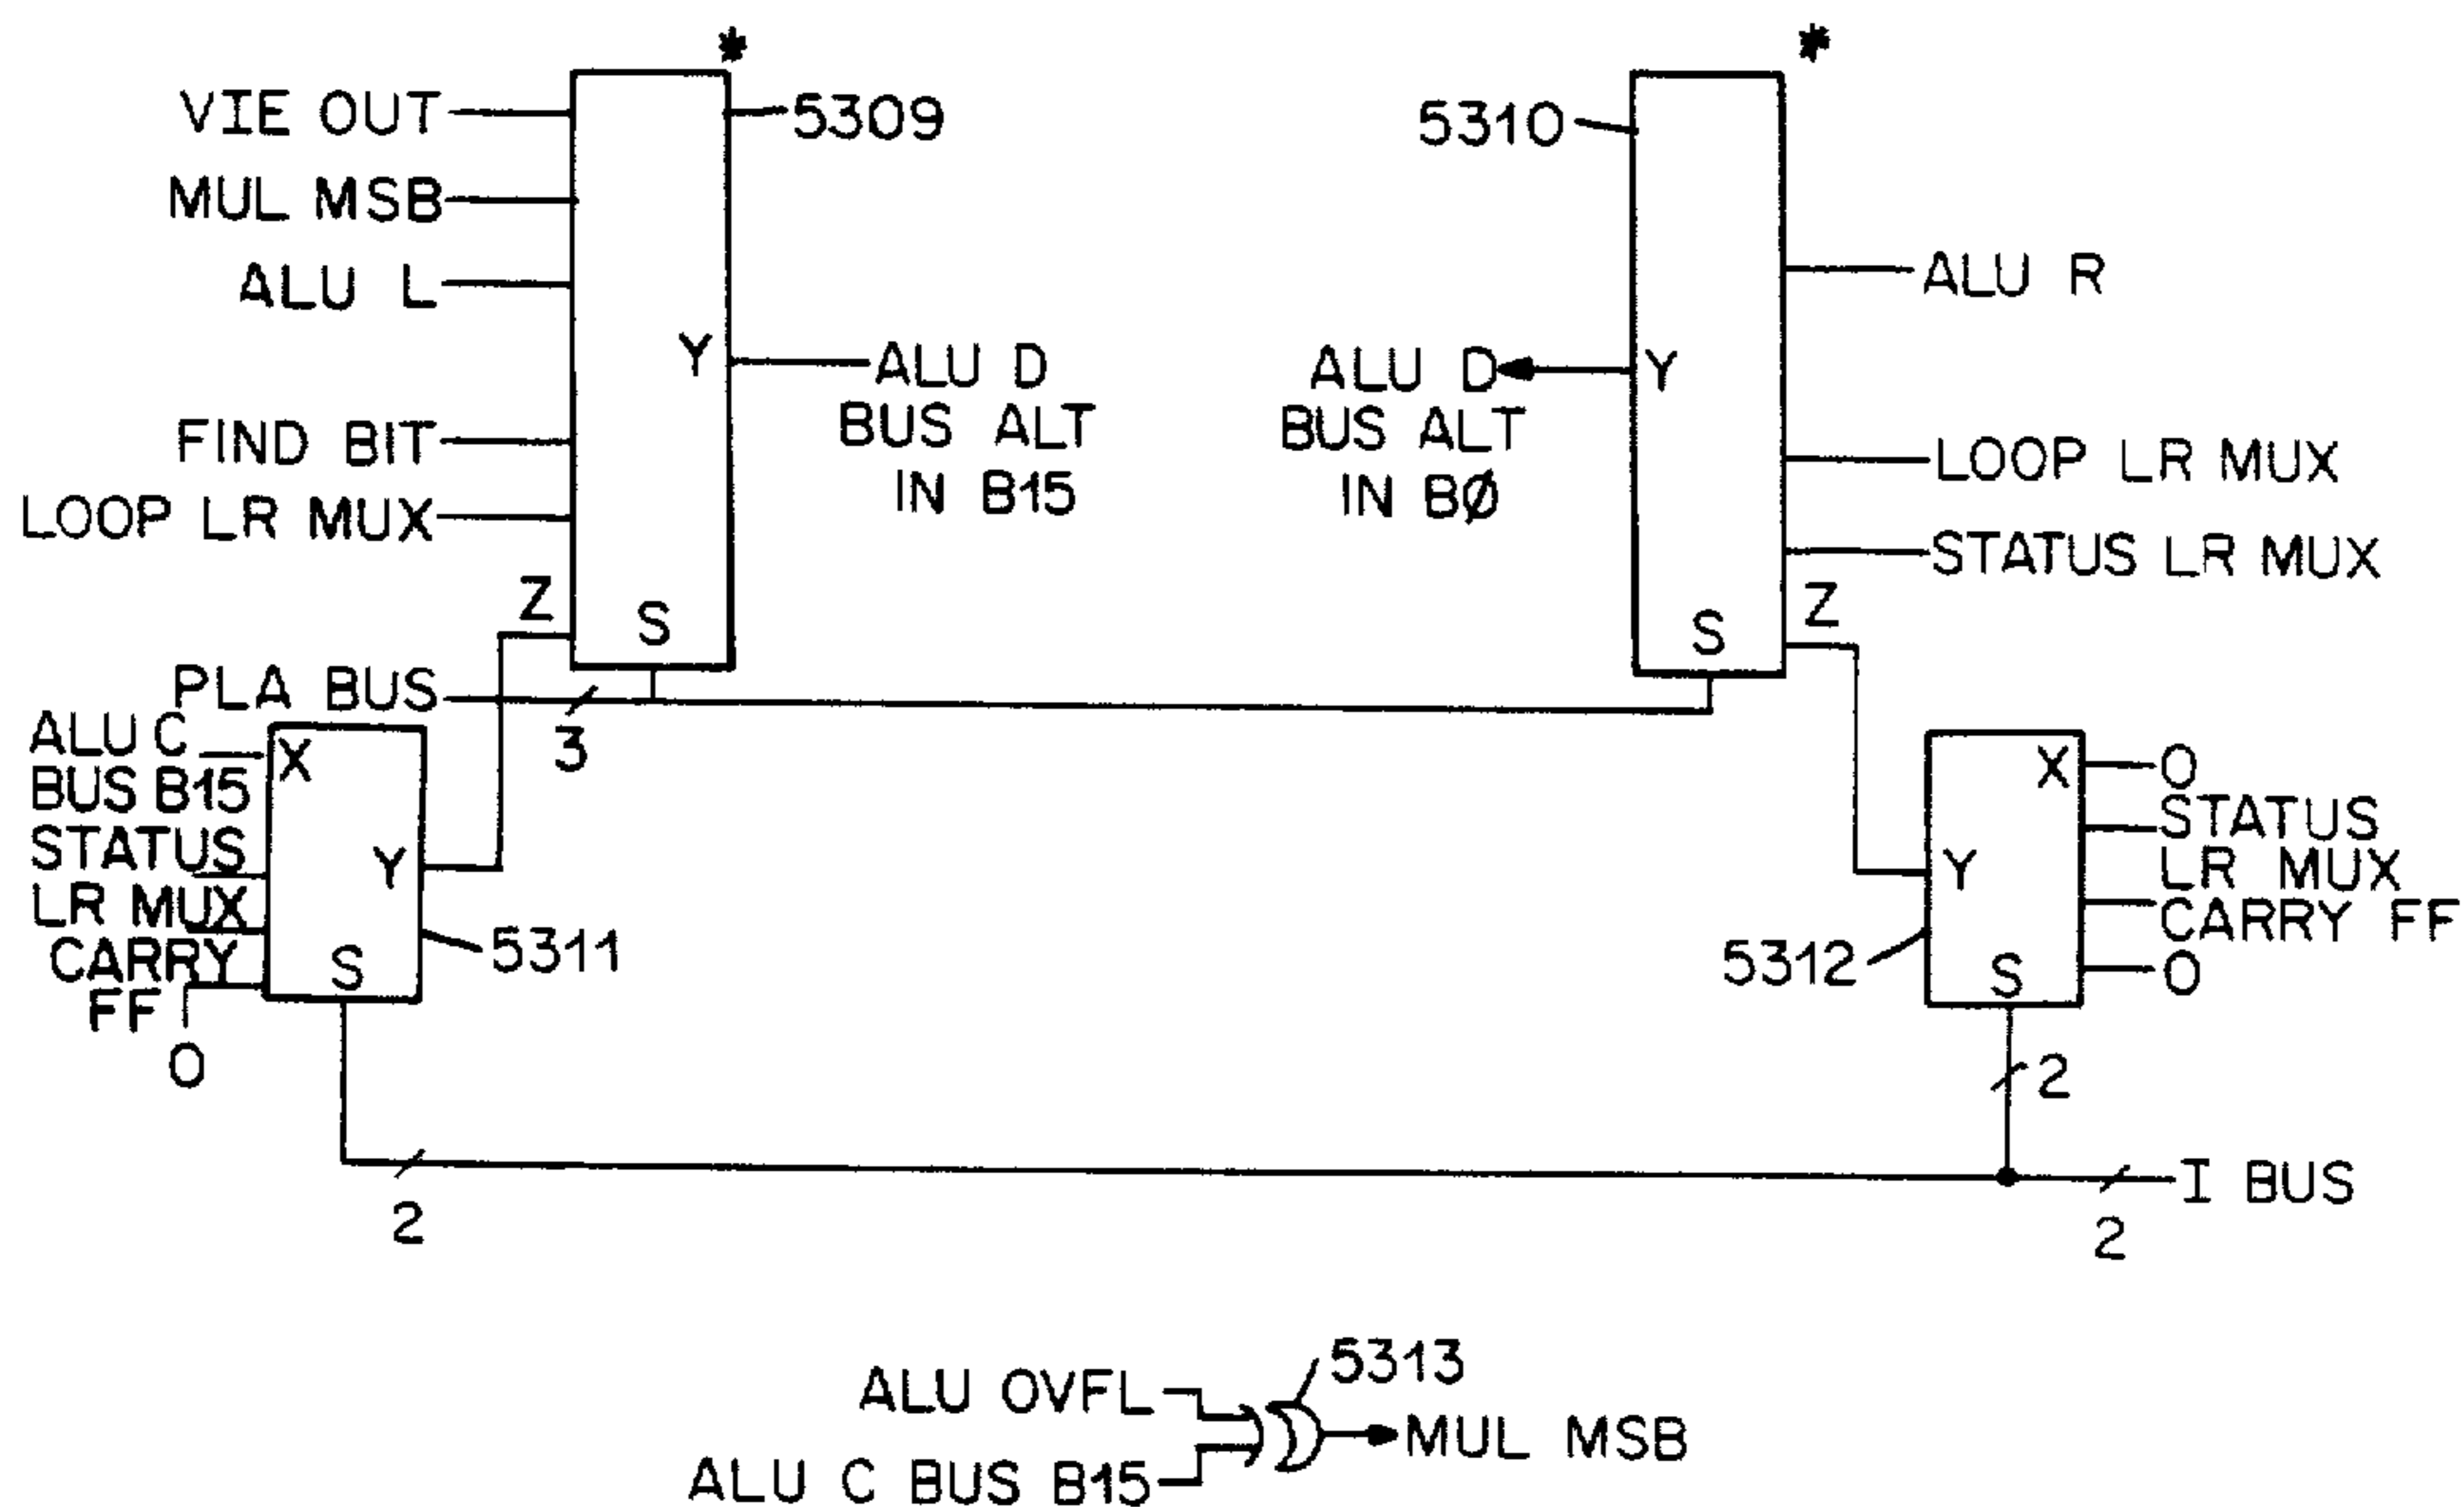 *
*
VIE OUT
5309
5310
MUL MSB
ALU L
ALU R
Y
ALU D
BUS ALT
IN B15
ALU D
BUS ALT
IN BØ
Y
FIND BIT
LOOP LR MUX
LOOP LR MUX
STATUS LR MUX
Z
S
S
Z
PLA BUS
3
ALU C
BUS B15
X
STATUS
LR MUX
Y
CARRY
FF
S
5311
0
X
0
STATUS
LR MUX
Y
CARRY FF
5312
S
0
2
2
I BUS
2
5313
ALU OVFL
MUL MSB
ALU C BUS B15